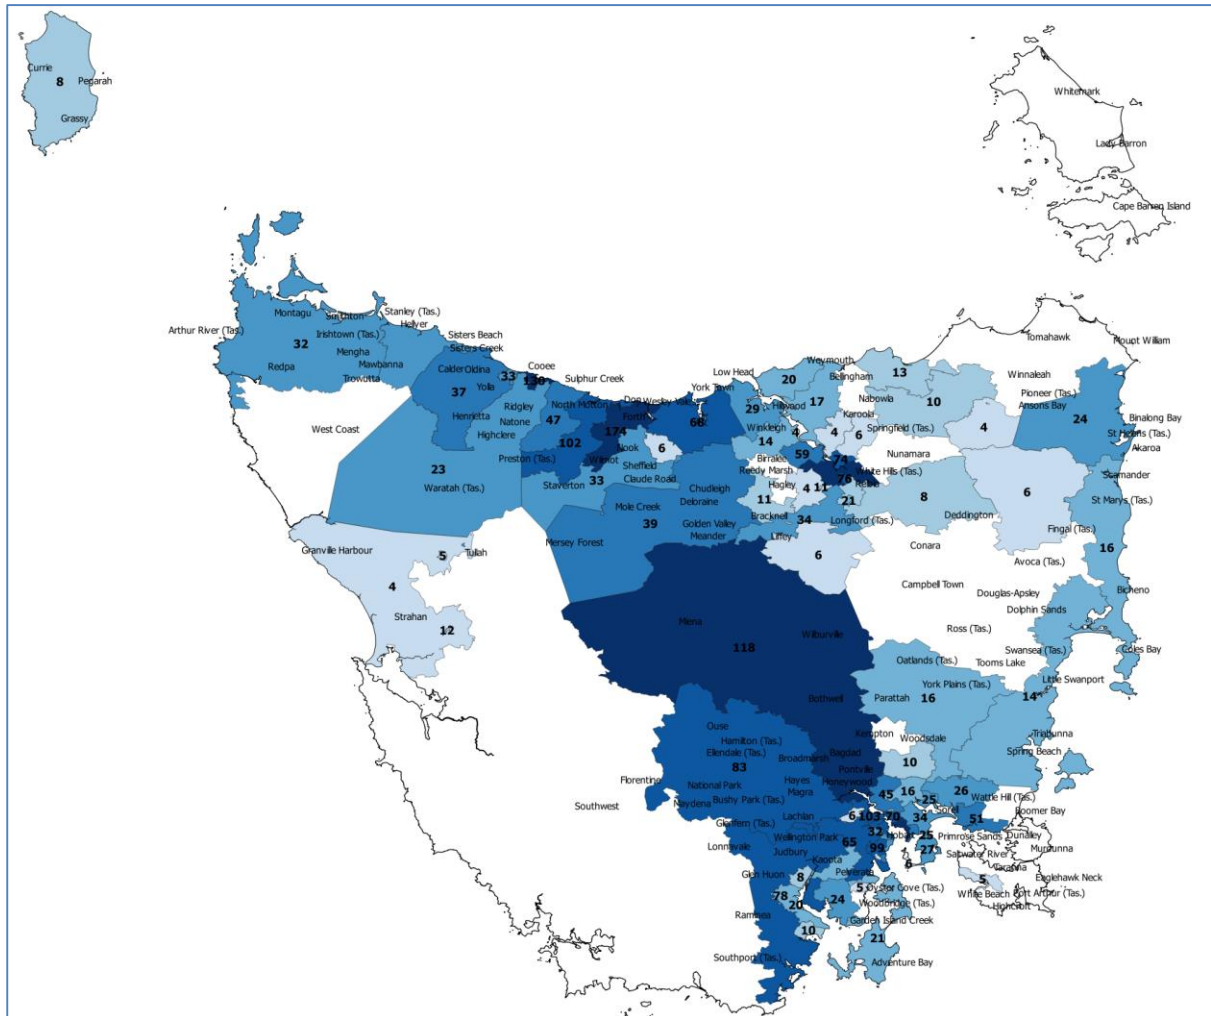 Currie
8
Pegarah
Grassy
Whitemark
Lady Barron
Cape Barren Island
Montagu
Smithton
Stanley (Tas.)
Hellyer
Arthur River (Tas.)
Irishtown (Tas.)
32
Mengha
Mawbanna
Redpa
Trowutta
Sisters Beach
Sisters Creek
Cooee
Calder
Oldina
33
130
Sulphur Creek
37
Yolla
Low Head
Weymouth
Bellingham
13
Tomahawk
Mount William
Winnaleah
20
York Town
Wesley Vale
North Motton
Forth
68
29
Hillwood
17
Nabowla
10
Pioneer (Tas.)
Ansons Bay
24
Binalong Bay
Henrietta
Ridgley
Natone
47
174
Winkleigh
Karoola
4
4
6
Springfield (Tas.)
4
St Helens (Tas.)
Akaroa
West Coast
Highclere
102
Nook
6
14
Birralee
59
74
Nunamara
23
Waratah (Tas.)
Preston (Tas.)
Wilmot
Sheffield
Claude Road
33
Staverton
Reedy Marsh
Hagley
4
11
76
White Hills (Tas.)
Relbia
Scamander
Chudleigh
Deloraine
11
21
8
6
St Marys (Tas.)
Mole Creek
39
Golden Valley
Meander
Bracknell
34
Longford (Tas.)
Deddington
Fingal (Tas.)
Mersey Forest
Liffey
6
Conara
Avoca (Tas.)
16
Granville Harbour
5
Tullah
4
Campbell Town
Douglas-Apsley
Bicheno
Dolphin Sands
Strahan
12
Miena
Wilburville
Ross (Tas.)
118
Oatlands (Tas.)
Tooms Lake
Swansea (Tas.)
Coles Bay
York Plains (Tas.)
Little Swanport
Bothwell
Parattah
16
14
Ouse
Kempton
Woodsdale
Triabunna
Hamilton (Tas.)
Ellendale (Tas.)
Bagdad
Broadmarsh
Spring Beach
83
10
Pontville
Honeywood
Florentine
National Park
Hayes
Magra
Southwest
Maydena
Bushy Park (Tas.)
45
16
25
26
Wattle Hill (Tas.)
Boomer Bay
Lachlan
6
103
70
34
Sorell
51
Glenfern (Tas.)
Wellington Park
32
Hobart
25
Primrose Sands
Dunalley
Lonnavale
Judbury
65
99
27
Saltwater River
Murdunna
Kaoota
6
Taranna
Glen Huon
8
Pelverata
5
Eaglehawk Neck
78
20
24
5
Oyster Cove (Tas.)
White Beach
Port Arthur (Tas.)
Woodbridge (Tas.)
Highcroft
Raminea
Garden Island Creek
10
21
Southport (Tas.)
Adventure Bay